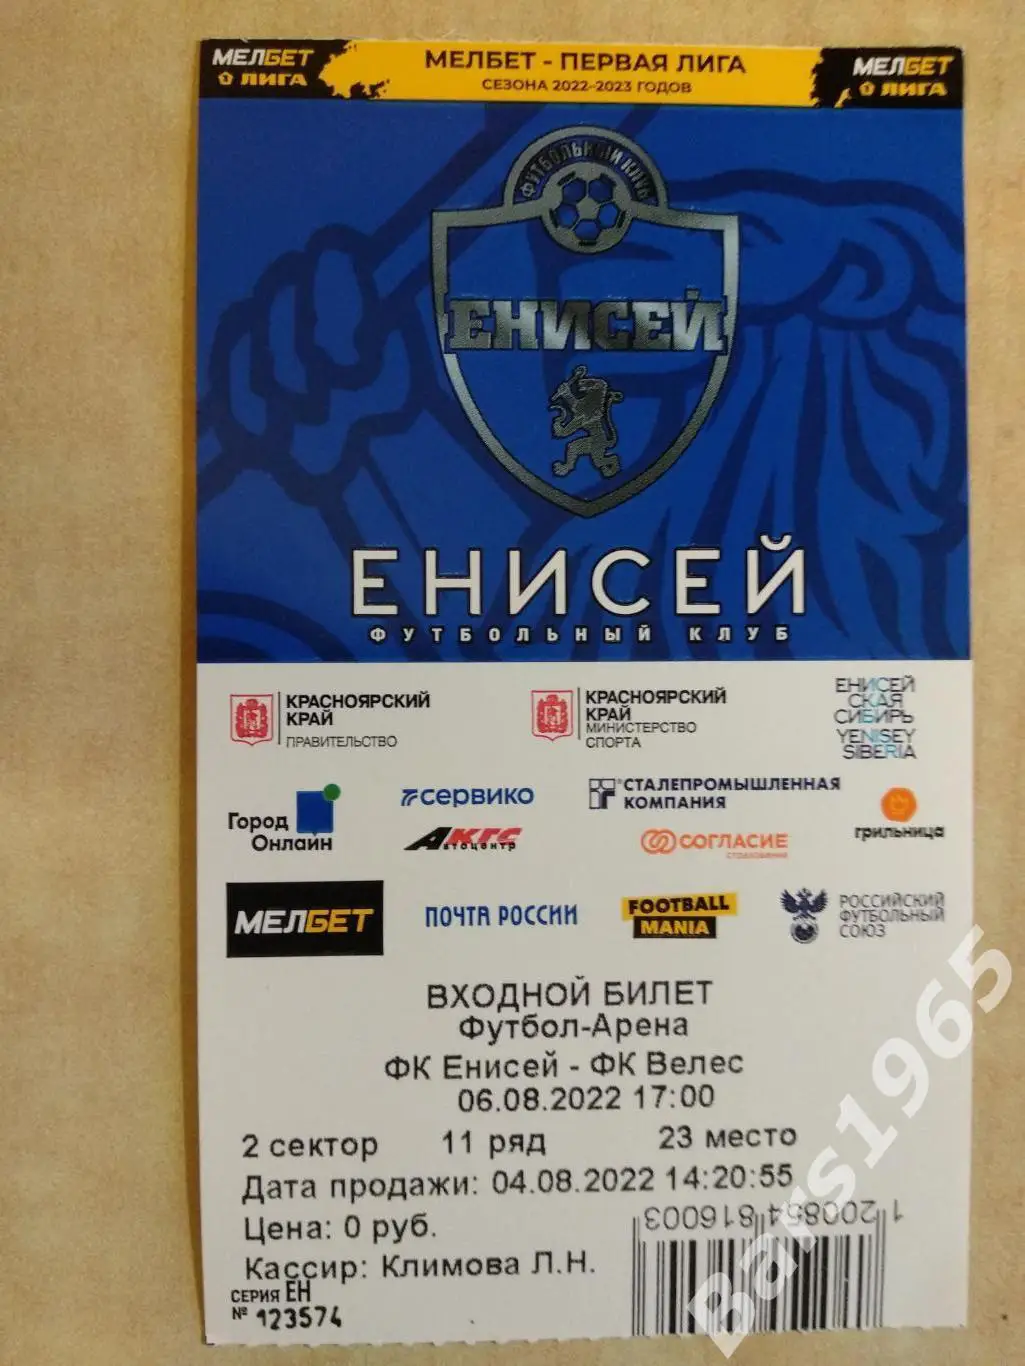 МЕЛБЕТ
ЛИГА
МЕЛБЕТ - ПЕРВАЯ ЛИГА
СЕЗОНА 2022-2023 ГОДОВ
МЕЛБЕТ
ЛИГА
ФУТБОЛЬНЫЙ КЛУБ
ЕНИСЕЙ
ЕНИСЕЙ
ФУТБОЛЬНЫЙ КЛУБ
КРАСНОЯРСКИЙ
КРАЙ
ПРАВИТЕЛЬСТВО
КРАСНОЯРСКИЙ
КРАЙ
МИНИСТЕРСТВО
СПОРТА
ЕНИСЕЙ
СКАЯ
СИБИРЬ
YENISEY
SIBERIA
Город
Онлайн
сервико
АКГС
Автоцентр
СТАЛЕПРОМЫШЛЕННАЯ
КОМПАНИЯ
СОГЛАСИЕ
страхование
грильница
МЕЛБЕТ
ПОЧТА РОССИИ
FOOTBALL
MANIA
РОССИЙСКИЙ
ФУТБОЛЬНЫЙ
СОЮЗ
ВХОДНОЙ БИЛЕТ
Футбол-Арена
ФК Енисей - ФК Велес
06.08.2022 17:00
2 сектор 11 ряд 23 место
Дата продажи: 04.08.2022 14:20:55
Цена: 0 руб.
Кассир: Климова Л.Н.
СЕРИЯ ЕН
№ 123574
1 200854 816003
Bars1965